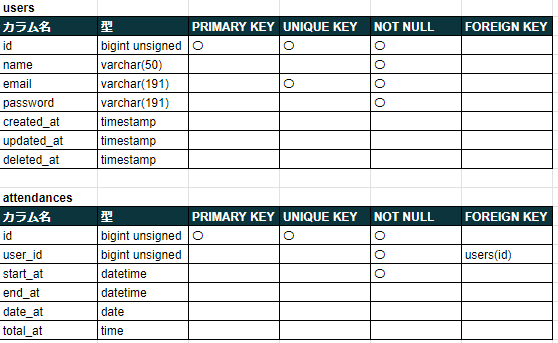 users
カラム名 型 PRIMARY KEY UNIQUE KEY NOT NULL FOREIGN KEY
id bigint unsigned 〇 〇 〇
name varchar(50) 〇
email varchar(191) 〇 〇
password varchar(191) 〇
created_at timestamp
updated_at timestamp
deleted_at timestamp
attendances
カラム名 型 PRIMARY KEY UNIQUE KEY NOT NULL FOREIGN KEY
id bigint unsigned 〇 〇 〇
user_id bigint unsigned 〇 users(id)
start_at datetime 〇
end_at datetime
date_at date
total_at time